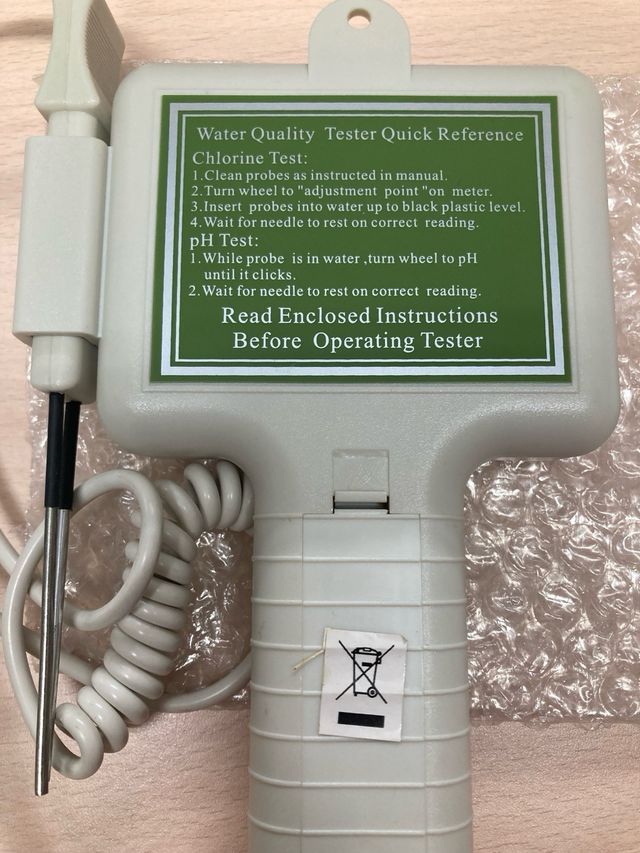 Water Quality Tester Quick Reference
Chlorine Test:
1.Clean probes as instructed in manual.
2.Turn wheel to "adjustment point "on meter.
3.Insert probes into water up to black plastic level.
4.Wait for needle to rest on correct reading.
pH Test:
1.While probe is in water ,turn wheel to pH
until it clicks.
2.Wait for needle to rest on correct reading.
Read Enclosed Instructions
Before Operating Tester